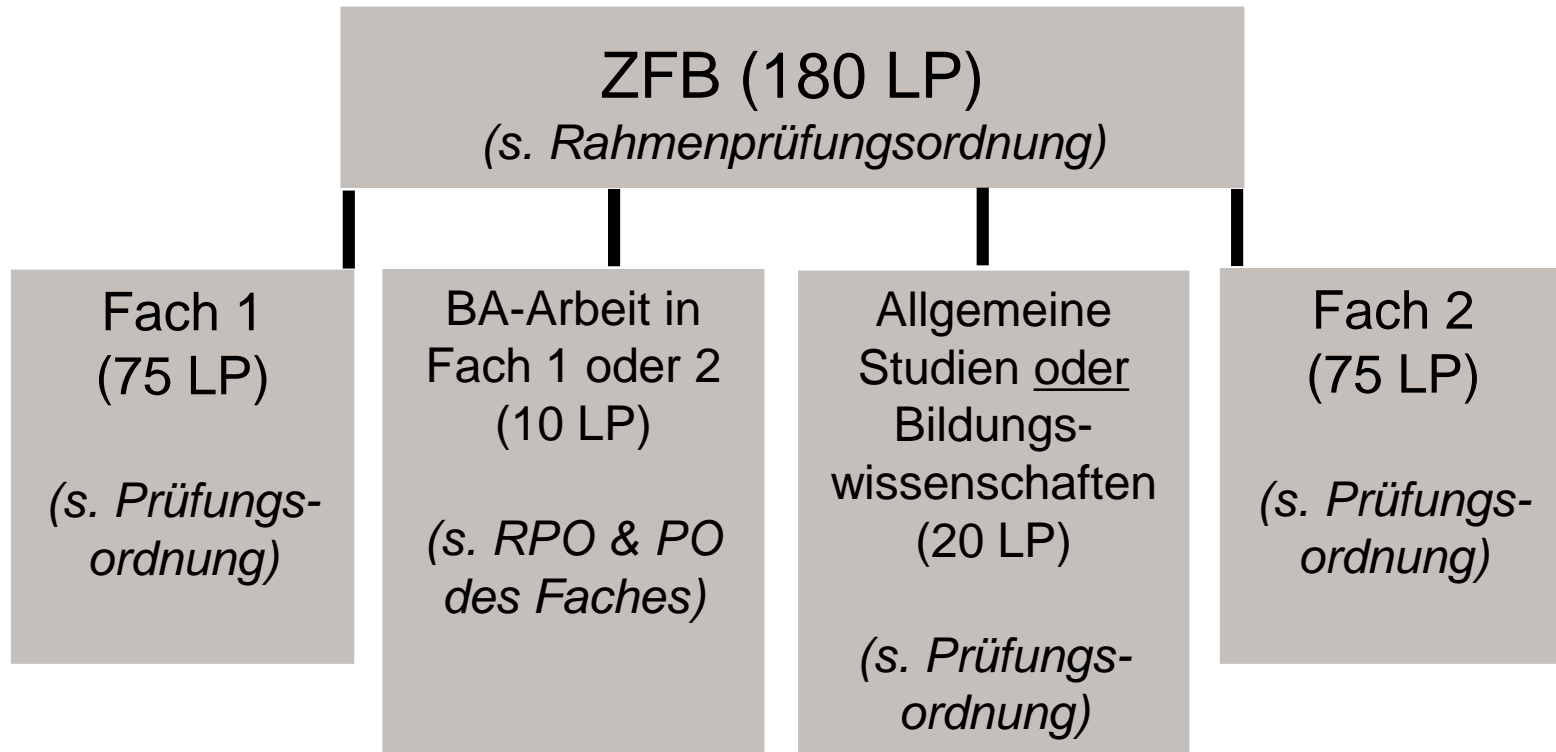 ZFB (180 LP)
(s. Rahmenprüfungsordnung)
Fach 1
(75 LP)
(s. Prüfungs-
ordnung)
BA-Arbeit in
Fach 1 oder 2
(10 LP)
(s. RPO & PO
des Faches)
Allgemeine
Studien oder
Bildungs-
wissenschaften
(20 LP)
(s. Prüfungs-
ordnung)
Fach 2
(75 LP)
(s. Prüfungs-
ordnung)